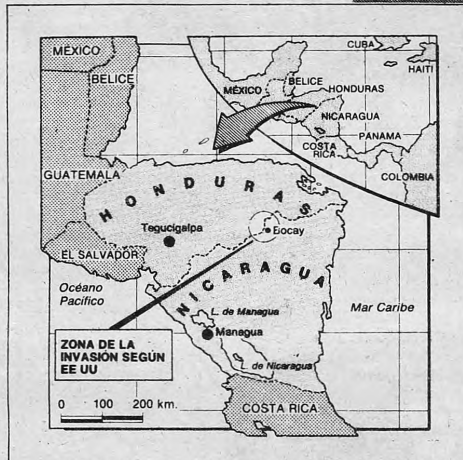 MÉXICO
BELICE
GUATEMALA
HONDURAS
Tegucigalpa
Bocay
EL SALVADOR
NICARAGUA
Océano
Pacífico
L. de Managua
Managua
L. de Nicaragua
Mar Caribe
ZONA DE LA
INVASIÓN SEGÚN
EE UU
0 100 200 km.
COSTA RICA
CUBA
HAITI
MÉXICO
BELICE
HONDURAS
NICARAGUA
COSTA
RICA
PANAMA
COLOMBIA